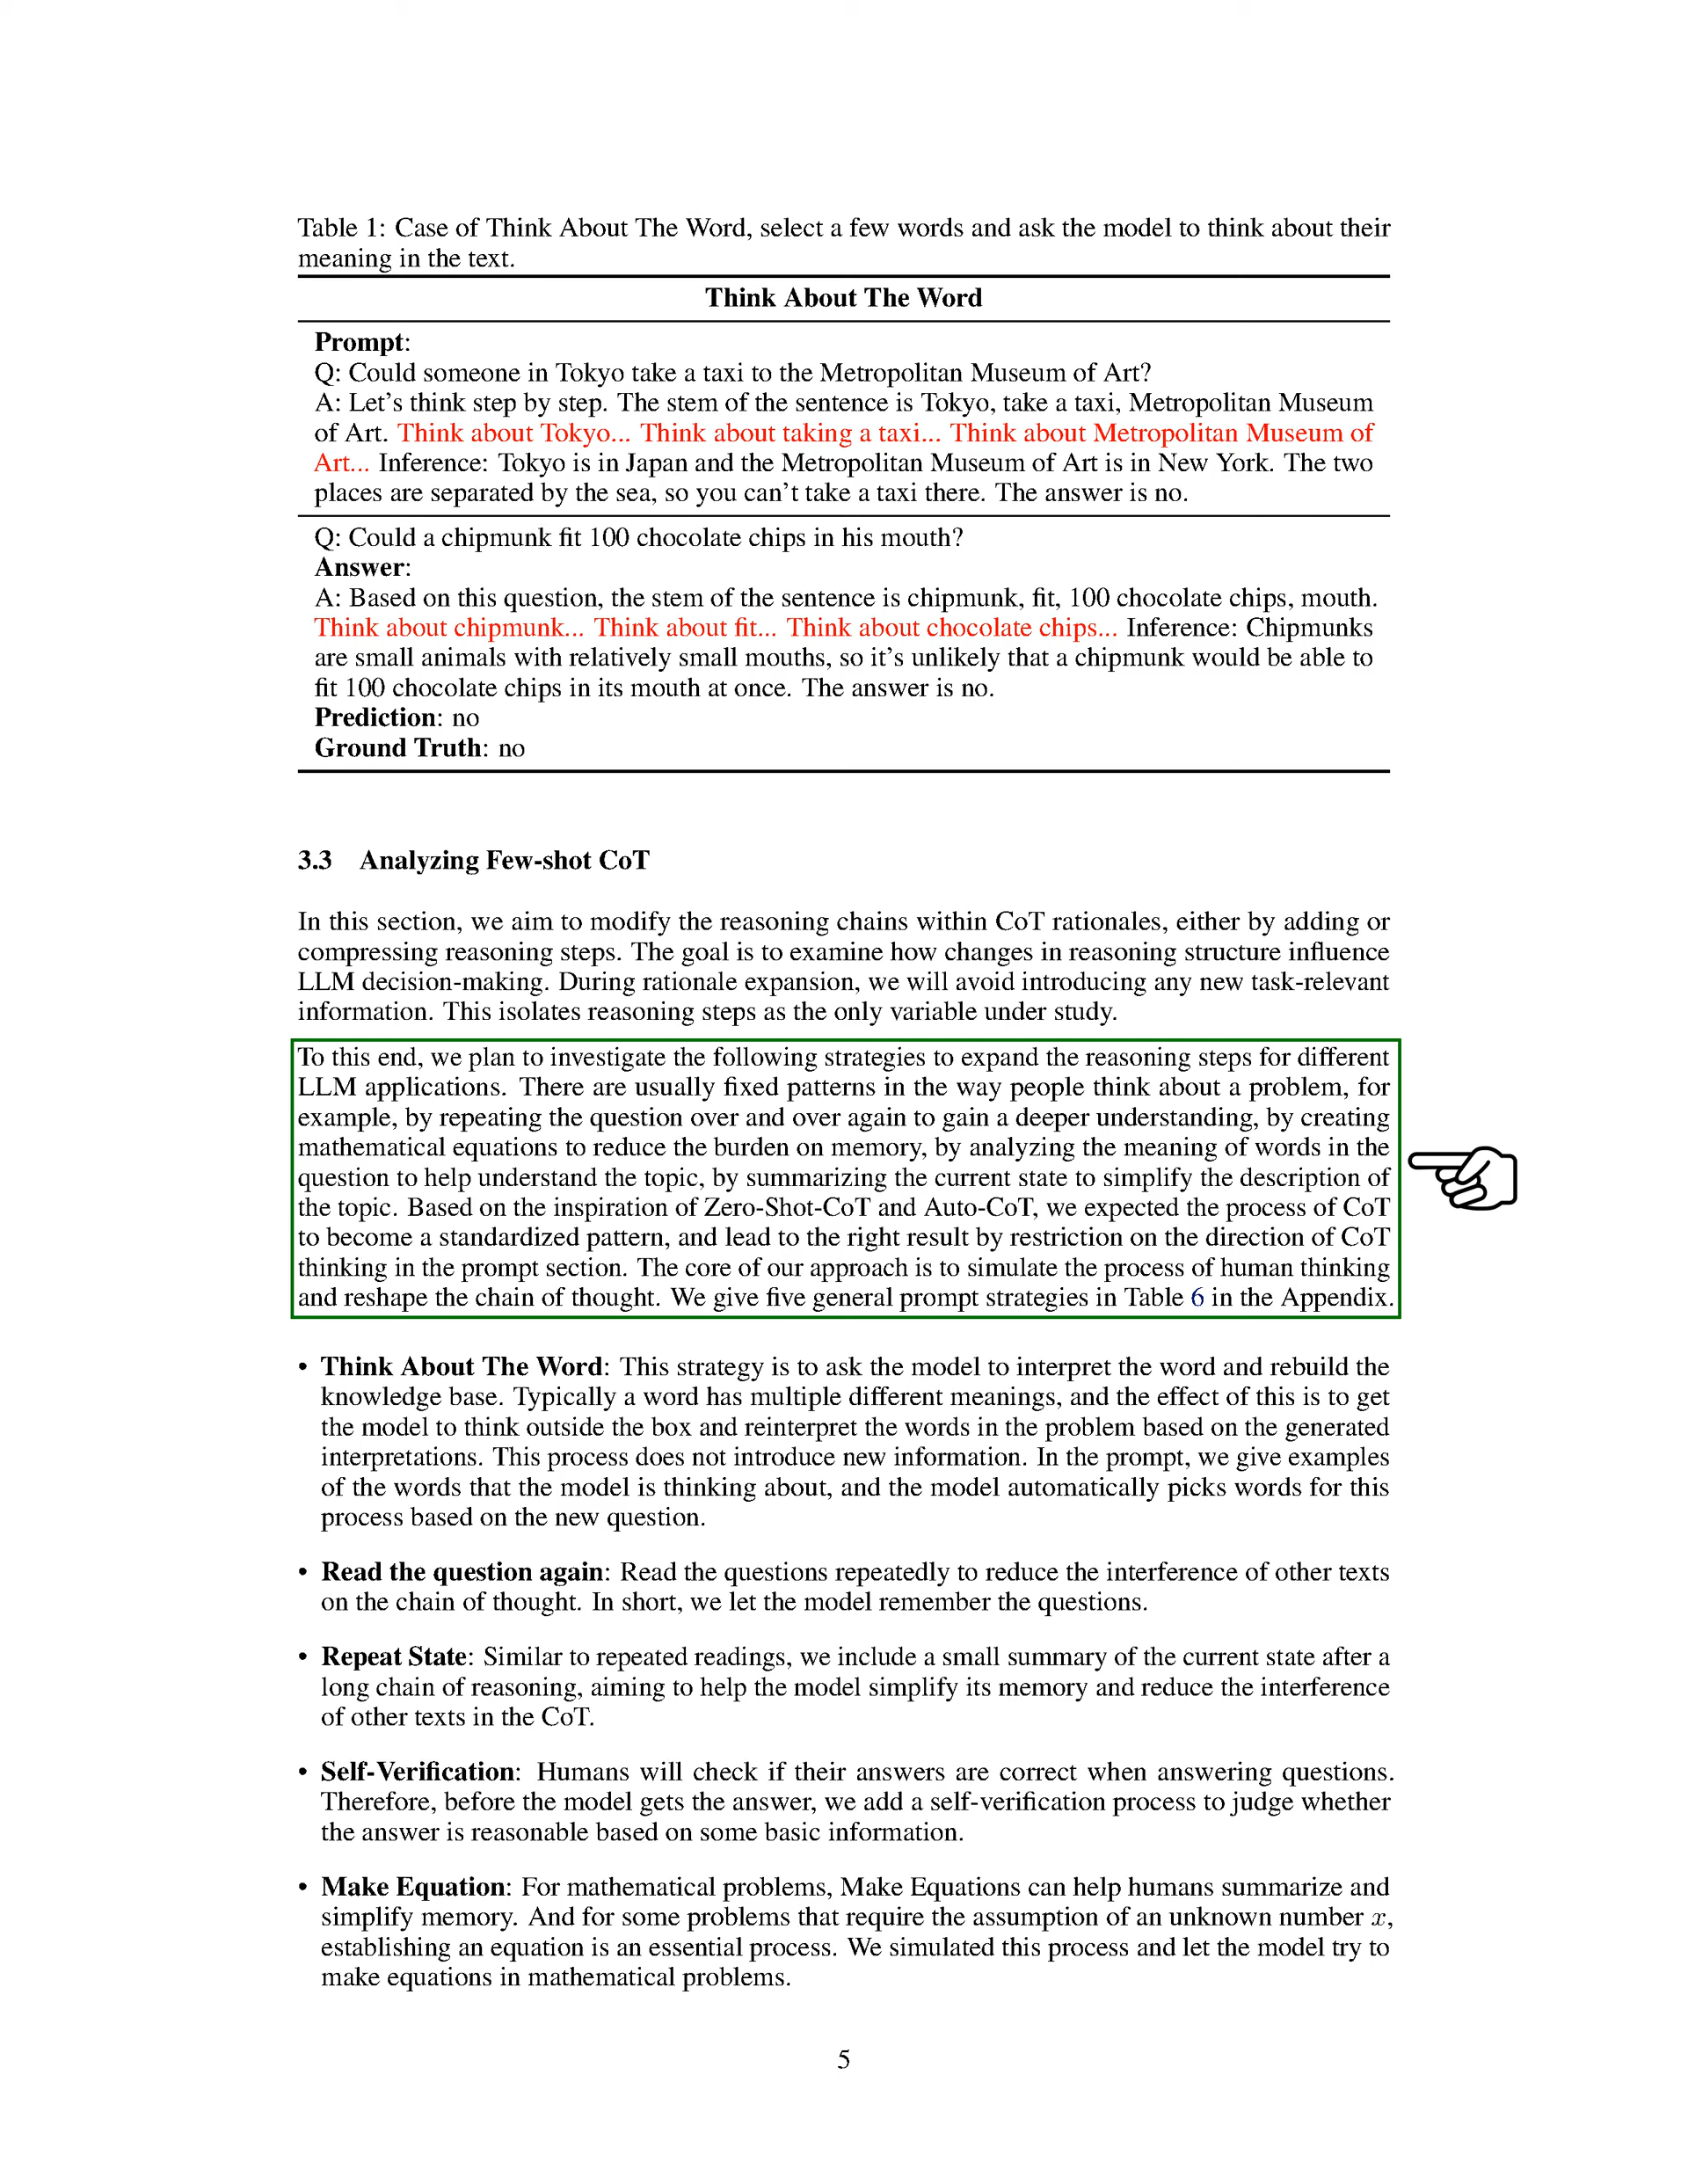 Table 1: Case of Think About The Word, select a few words and ask the model to think about their
meaning in the text.
Think About The Word
Prompt:
Q: Could someone in Tokyo take a taxi to the Metropolitan Museum of Art?
A: Let's think step by step. The stem of the sentence is Tokyo, take a taxi, Metropolitan Museum
of Art. Think about Tokyo... Think about taking a taxi... Think about Metropolitan Museum of
Art... Inference: Tokyo is in Japan and the Metropolitan Museum of Art is in New York. The two
places are separated by the sea, so you can't take a taxi there. The answer is no.
Q: Could a chipmunk fit 100 chocolate chips in his mouth?
Answer:
A: Based on this question, the stem of the sentence is chipmunk, fit, 100 chocolate chips, mouth.
Think about chipmunk... Think about fit... Think about chocolate chips... Inference: Chipmunks
are small animals with relatively small mouths, so it's unlikely that a chipmunk would be able to
fit 100 chocolate chips in its mouth at once. The answer is no.
Prediction: no
Ground Truth: no
3.3 Analyzing Few-shot CoT
In this section, we aim to modify the reasoning chains within CoT rationales, either by adding or
compressing reasoning steps. The goal is to examine how changes in reasoning structure influence
LLM decision-making. During rationale expansion, we will avoid introducing any new task-relevant
information. This isolates reasoning steps as the only variable under study.
To this end, we plan to investigate the following strategies to expand the reasoning steps for different
LLM applications. There are usually fixed patterns in the way people think about a problem, for
example, by repeating the question over and over again to gain a deeper understanding, by creating
mathematical equations to reduce the burden on memory, by analyzing the meaning of words in the
question to help understand the topic, by summarizing the current state to simplify the description of
the topic. Based on the inspiration of Zero-Shot-CoT and Auto-CoT, we expected the process of CoT
to become a standardized pattern, and lead to the right result by restriction on the direction of CoT
thinking in the prompt section. The core of our approach is to simulate the process of human thinking
and reshape the chain of thought. We give five general prompt strategies in Table 6 in the Appendix.
• Think About The Word: This strategy is to ask the model to interpret the word and rebuild the
knowledge base. Typically a word has multiple different meanings, and the effect of this is to get
the model to think outside the box and reinterpret the words in the problem based on the generated
interpretations. This process does not introduce new information. In the prompt, we give examples
of the words that the model is thinking about, and the model automatically picks words for this
process based on the new question.
• Read the question again: Read the questions repeatedly to reduce the interference of other texts
on the chain of thought. In short, we let the model remember the questions.
• Repeat State: Similar to repeated readings, we include a small summary of the current state after a
long chain of reasoning, aiming to help the model simplify its memory and reduce the interference
of other texts in the CoT.
• Self-Verification: Humans will check if their answers are correct when answering questions.
Therefore, before the model gets the answer, we add a self-verification process to judge whether
the answer is reasonable based on some basic information.
• Make Equation: For mathematical problems, Make Equations can help humans summarize and
simplify memory. And for some problems that require the assumption of an unknown number x,
establishing an equation is an essential process. We simulated this process and let the model try to
make equations in mathematical problems.
5